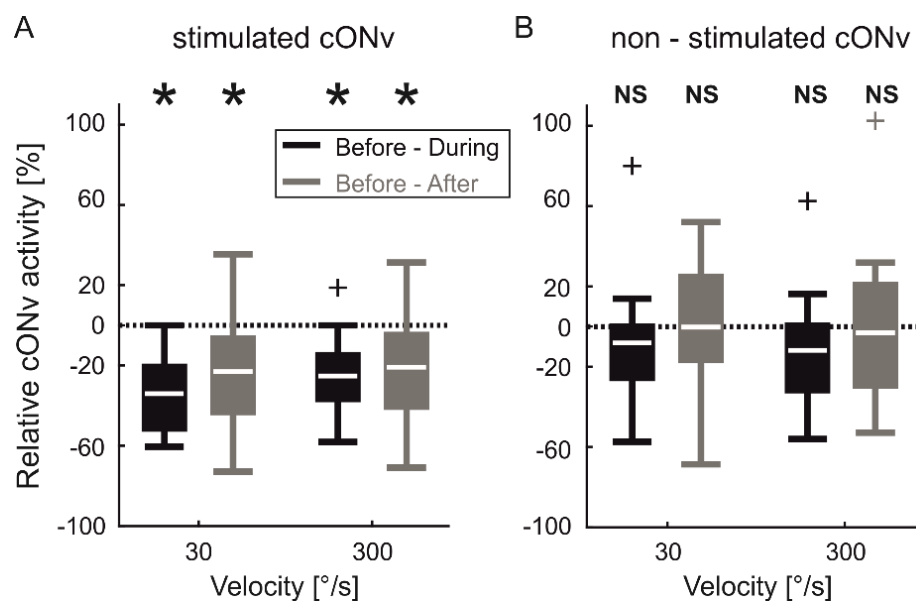 A
stimulated cONv
B
non - stimulated cONv
* * * *
NS NS NS NS
Before - During
Before - After
Relative cONv activity [%]
100
60
20
0
-20
-60
-100
30 300
Velocity [°/s]
100
60
20
0
-20
-60
-100
30 300
Velocity [°/s]